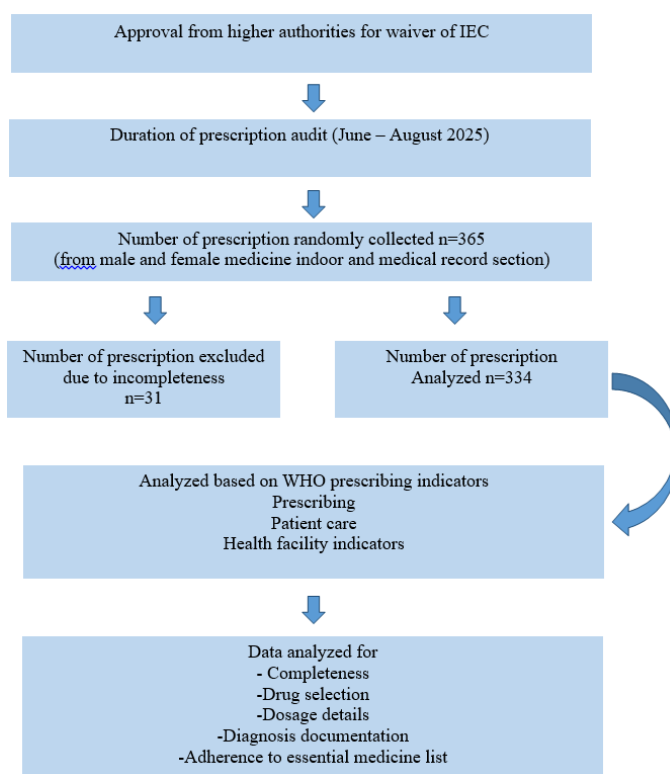 Approval from higher authorities for waiver of IEC
Duration of prescription audit (June – August 2025)
Number of prescription randomly collected n=365
(from male and female medicine indoor and medical record section)
Number of prescription excluded
due to incompleteness
n=31
Number of prescription
Analyzed n=334
Analyzed based on WHO prescribing indicators
Prescribing
Patient care
Health facility indicators
Data analyzed for
- Completeness
-Drug selection
-Dosage details
-Diagnosis documentation
-Adherence to essential medicine list